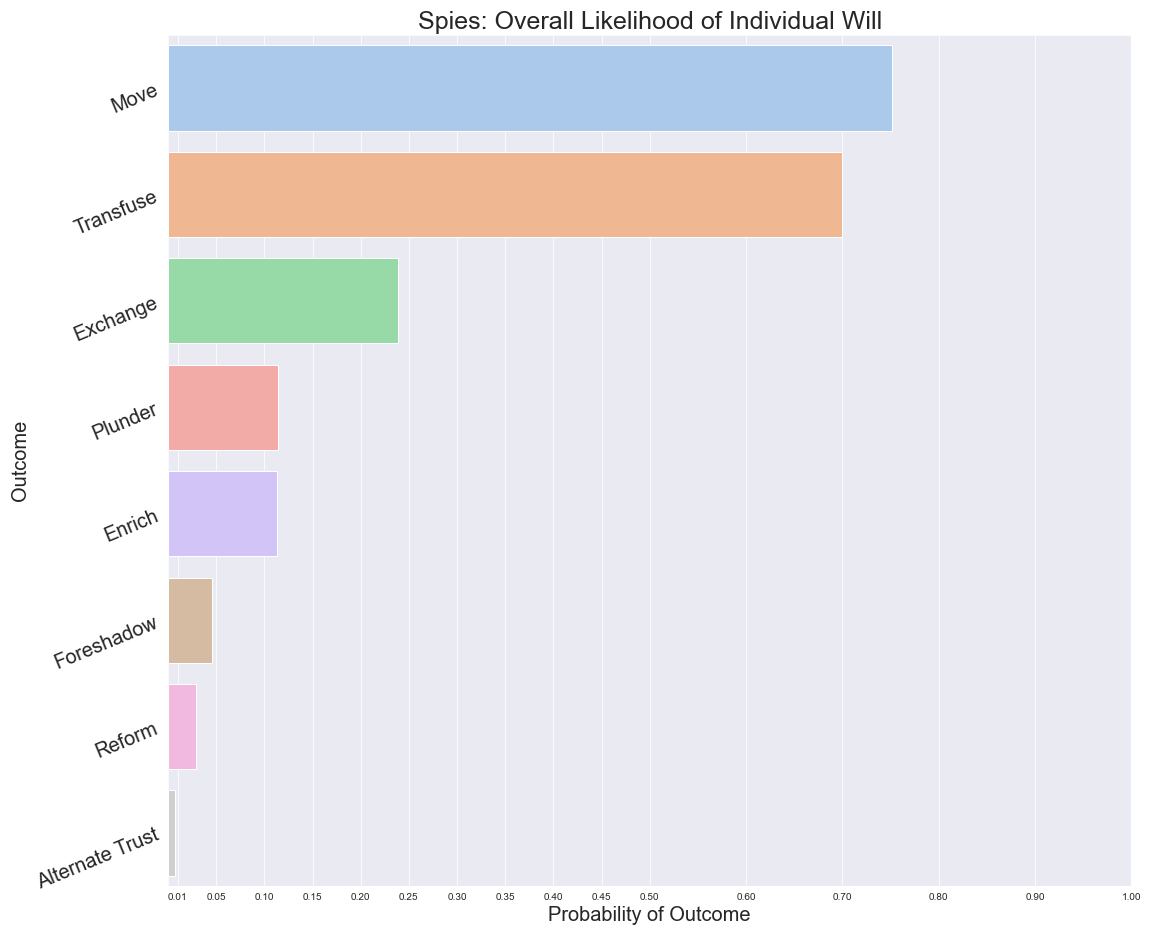 Spies: Overall Likelihood of Individual Will
Outcome
Move
Transfuse
Exchange
Plunder
Enrich
Foreshadow
Reform
Alternate Trust
0.01 0.05 0.10 0.15 0.20 0.25 0.30 0.35 0.40 0.45 0.50 0.60 0.70 0.80 0.90 1.00
Probability of Outcome